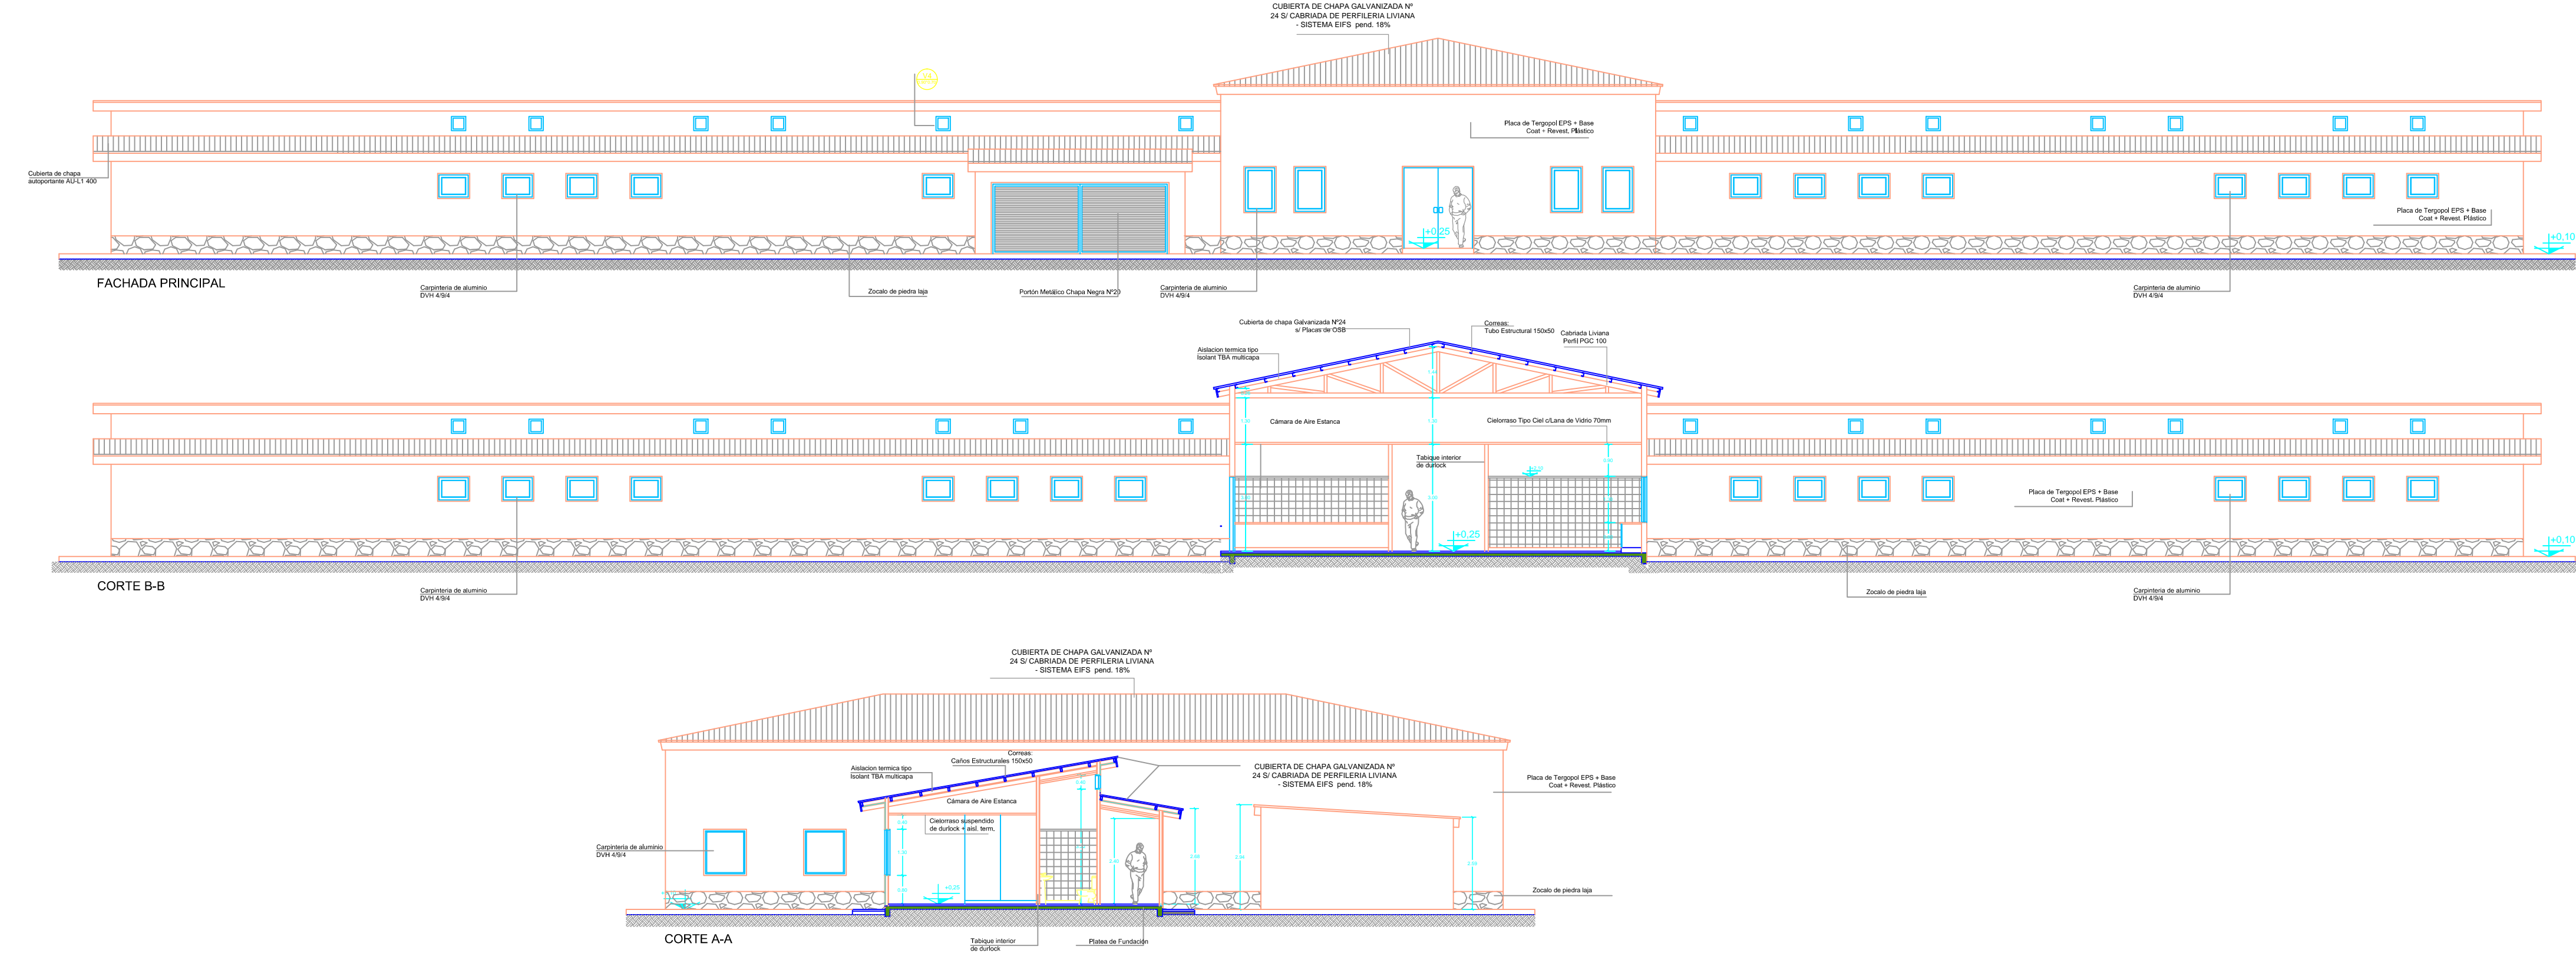 CUBIERTA DE CHAPA GALVANIZADA Nº
24 S/ CABRIADA DE PERFILERIA LIVIANA
- SISTEMA EIFS pend. 18%
Placa de Tergopol EPS + Base
Coat + Revest. Plástico
Cubierta de chapa
autoportante AU-L1 400
Placa de Tergopol EPS + Base
Coat + Revest. Plástico
+0,25
+0,10
FACHADA PRINCIPAL
Carpinteria de aluminio
DVH 4/9/4
Zocalo de piedra laja
Portón Metálico Chapa Negra Nº20
Carpinteria de aluminio
DVH 4/9/4
Carpinteria de aluminio
DVH 4/9/4
Cubierta de chapa Galvanizada Nº24
s/ Placas de OSB
Correas:
Tubo Estructural 150x50
Cabriada Liviana
Perfil PGC 100
Aislacion termica tipo
Isolant TBA multicapa
Cámara de Aire Estanca
Cielorraso Tipo Ciel c/Lana de Vidrio 70mm
Tabique interior
de durlock
Placa de Tergopol EPS + Base
Coat + Revest. Plástico
+0,25
+0,10
CORTE B-B
Carpinteria de aluminio
DVH 4/9/4
Zocalo de piedra laja
Carpinteria de aluminio
DVH 4/9/4
CUBIERTA DE CHAPA GALVANIZADA Nº
24 S/ CABRIADA DE PERFILERIA LIVIANA
- SISTEMA EIFS pend. 18%
Correas:
Caños Estructurales 150x50
Aislacion termica tipo
Isolant TBA multicapa
CUBIERTA DE CHAPA GALVANIZADA Nº
24 S/ CABRIADA DE PERFILERIA LIVIANA
- SISTEMA EIFS pend. 18%
Placa de Tergopol EPS + Base
Coat + Revest. Plástico
Cámara de Aire Estanca
Cielorraso suspendido
de durlock + aisl. term.
Carpinteria de aluminio
DVH 4/9/4
+0,25
Zocalo de piedra laja
CORTE A-A
Tabique interior
de durlock
Platea de Fundación